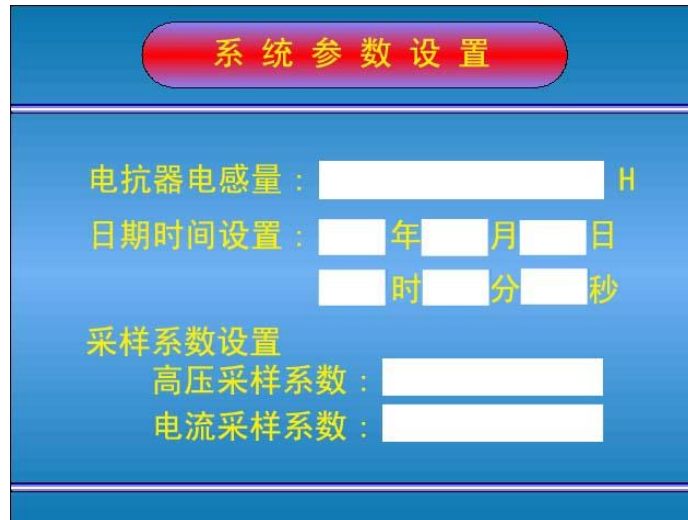 系统参数设置
电抗器电感量： H
日期时间设置： 年 月 日
时 分 秒
采样系数设置
高压采样系数：
电流采样系数：